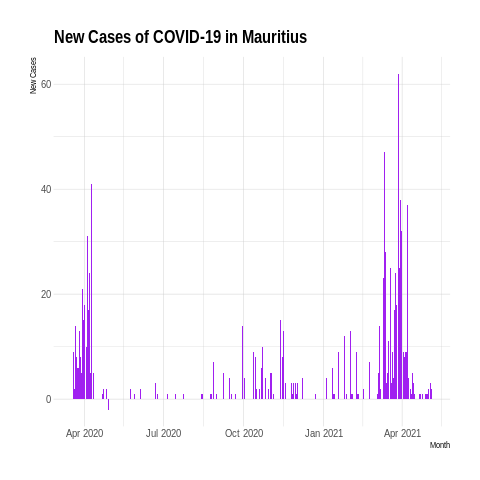 New Cases of COVID-19 in Mauritius
New Cases
60
40
20
0
Apr 2020 Jul 2020 Oct 2020 Jan 2021 Apr 2021
Month